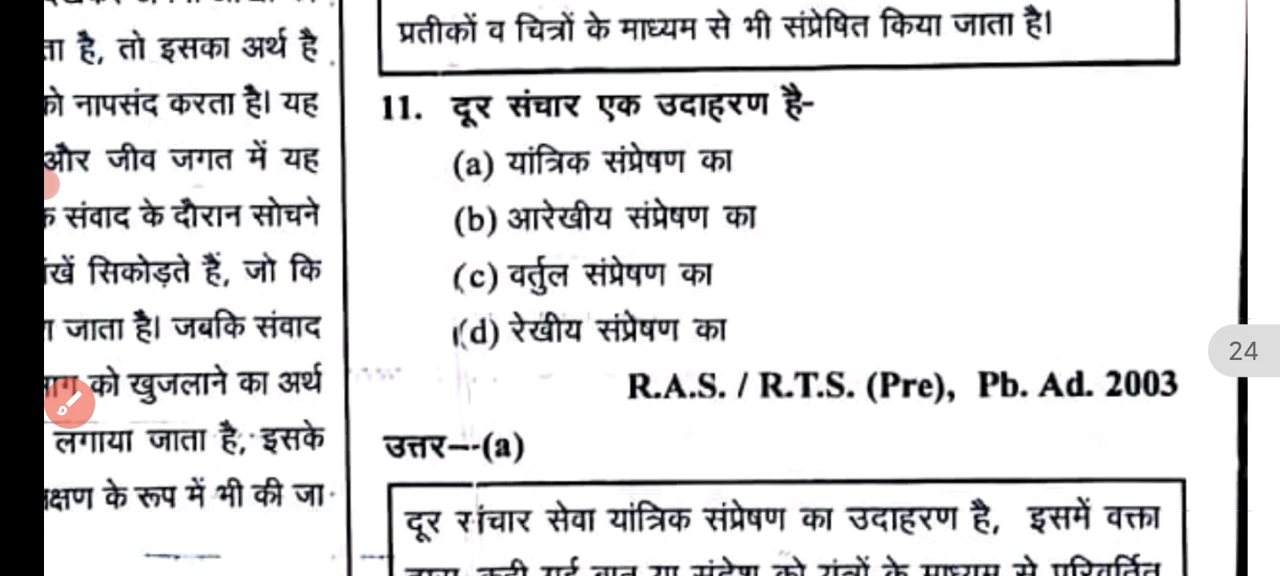 ता है, तो इसका अर्थ है
को नापसंद करता है। यह
और जीव जगत में यह
संवाद के दौरान सोचने
सिकोड़ते हैं, जो कि
जाता है। जबकि संवाद
को खुजलाने का अर्थ
लगाया जाता है, इसके
के रूप में भी की जा
प्रतीकों व चित्रों के माध्यम से भी संप्रेषित किया जाता है।
11. दूर संचार एक उदाहरण है-
(a) यांत्रिक संप्रेषण का
(b) आरेखीय संप्रेषण का
(c) वर्तुल संप्रेषण का
(d) रेखीय संप्रेषण का
R.A.S. / R.T.S. (Pre), Pb. Ad. 2003
उत्तर—(a)
दूर संचार सेवा यांत्रिक संप्रेषण का उदाहरण है, इसमें वक्ता
24